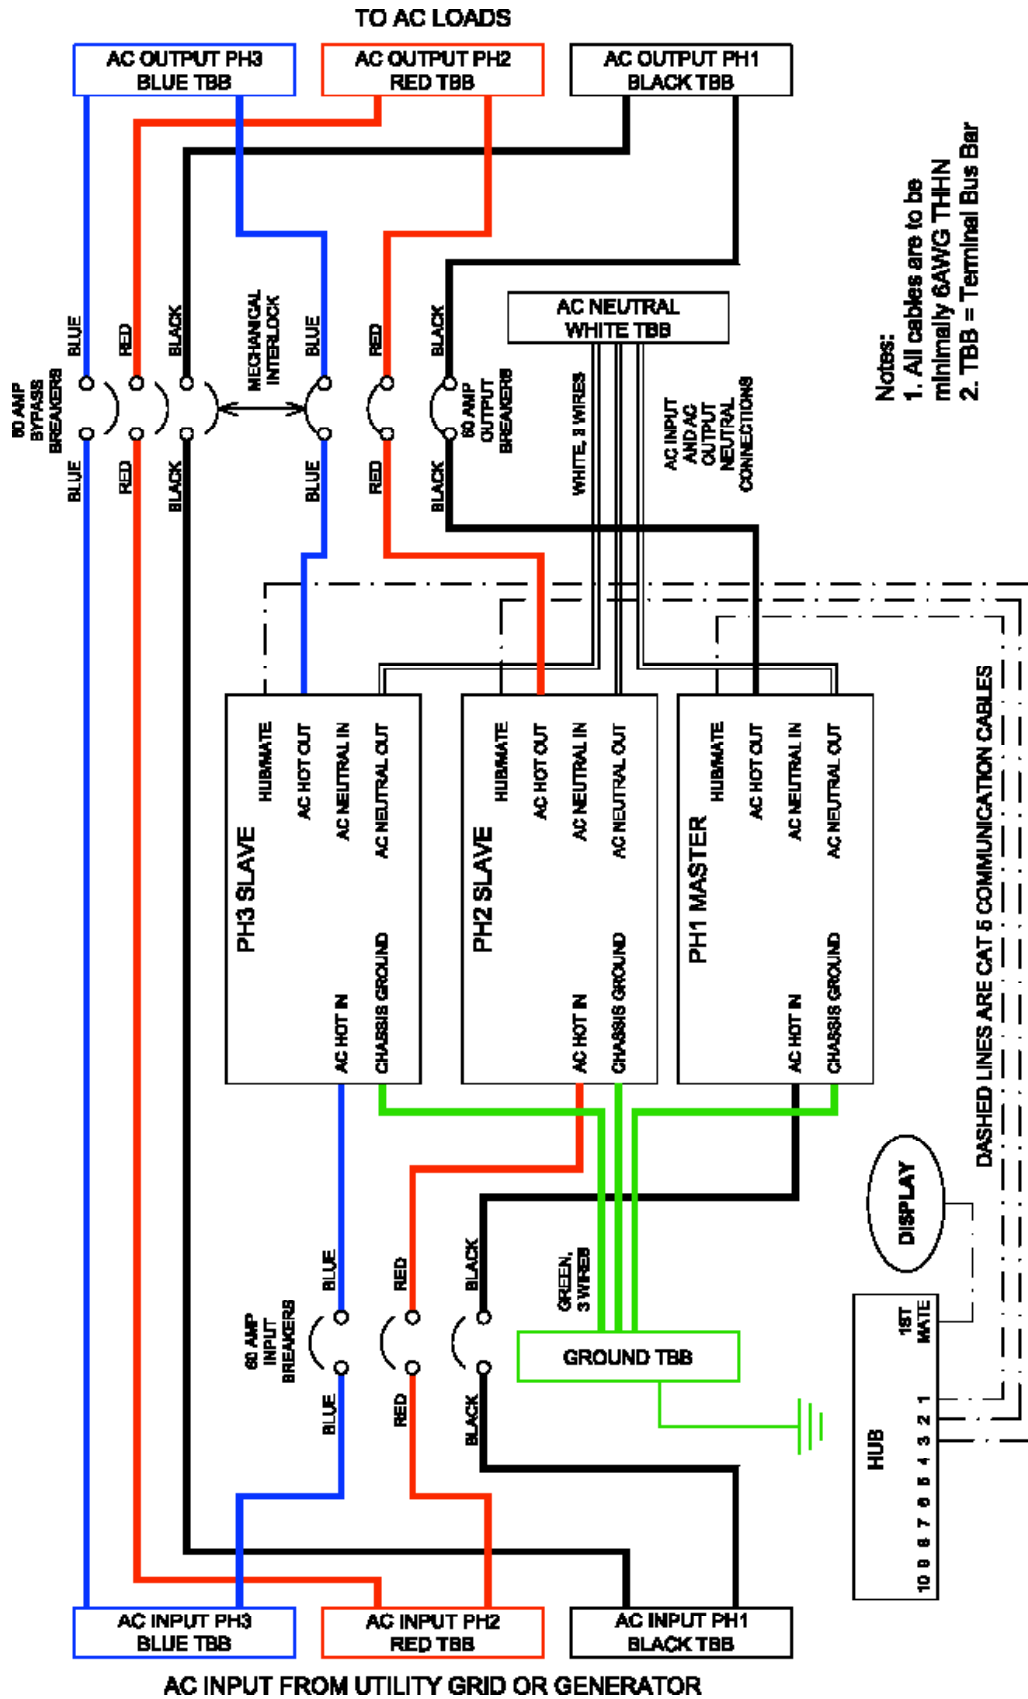 TO AC LOADS
AC OUTPUT PH3
BLUE TBB
AC OUTPUT PH2
RED TBB
AC OUTPUT PH1
BLACK TBB
Notes:
1. All cables are to be
minimally 6AWG THHN
2. TBB = Terminal Bus Bar
AC NEUTRAL
WHITE TBB
BLUE
RED
BLACK
MECHANICAL
INTERLOCK
BLUE
RED
BLACK
60 AMP
BYPASS
BREAKERS
60 AMP
OUTPUT
BREAKERS
BLUE
RED
BLACK
BLUE
RED
BLACK
WHITE, 3 WIRES
AC INPUT
AND AC
OUTPUT
NEUTRAL
CONNECTIONS
PH3 SLAVE
HUB/MATE
AC HOT OUT
AC NEUTRAL IN
AC NEUTRAL OUT
AC HOT IN
CHASSIS GROUND
PH2 SLAVE
HUB/MATE
AC HOT OUT
AC NEUTRAL IN
AC NEUTRAL OUT
AC HOT IN
CHASSIS GROUND
PH1 MASTER
HUB/MATE
AC HOT OUT
AC NEUTRAL IN
AC NEUTRAL OUT
AC HOT IN
CHASSIS GROUND
DASHED LINES ARE CAT 5 COMMUNICATION CABLES
BLUE
RED
BLACK
60 AMP
INPUT
BREAKERS
GREEN,
3 WIRES
BLUE
RED
BLACK
GROUND TBB
DISPLAY
HUB
1ST
MATE
10 9 8 7 6 5 4 3 2 1
AC INPUT PH3
BLUE TBB
AC INPUT PH2
RED TBB
AC INPUT PH1
BLACK TBB
AC INPUT FROM UTILITY GRID OR GENERATOR